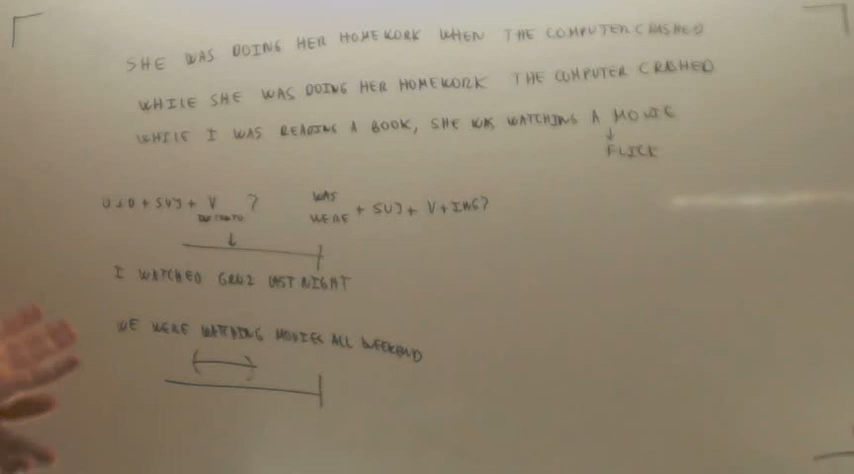 SHE WAS DOING HER HOMEWORK WHEN THE COMPUTER CRASHED
WHILE SHE WAS DOING HER HOMEWORK THE COMPUTER CRASHED
WHILE I WAS READING A BOOK, SHE WAS WATCHING A MOVIE
FLICK
DID + SUJ + V ?
WAS
WERE + SUJ + V + ING?
I WATCHED LAST NIGHT
WE WERE WATCHING MOVIES ALL WEEKEND